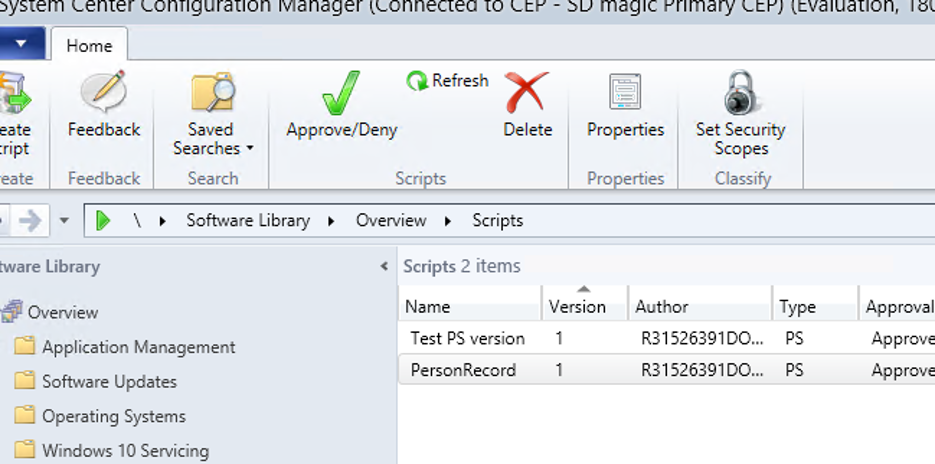 System Center Configuration Manager (Connected to CEP - SD magic Primary CEP) (Evaluation, 180
Home
eate
ript
Feedback
Saved
Searches
Approve/Deny
Refresh
Delete
Properties
Set Security
Scopes
eate
Feedback
Search
Scripts
Properties
Classify
\ Software Library Overview Scripts
tware Library
Scripts 2 items
Overview
Application Management
Software Updates
Operating Systems
Windows 10 Servicing
Name Version Author Type Approval
Test PS version 1 R31526391DO... PS Approve
PersonRecord 1 R31526391DO... PS Approve